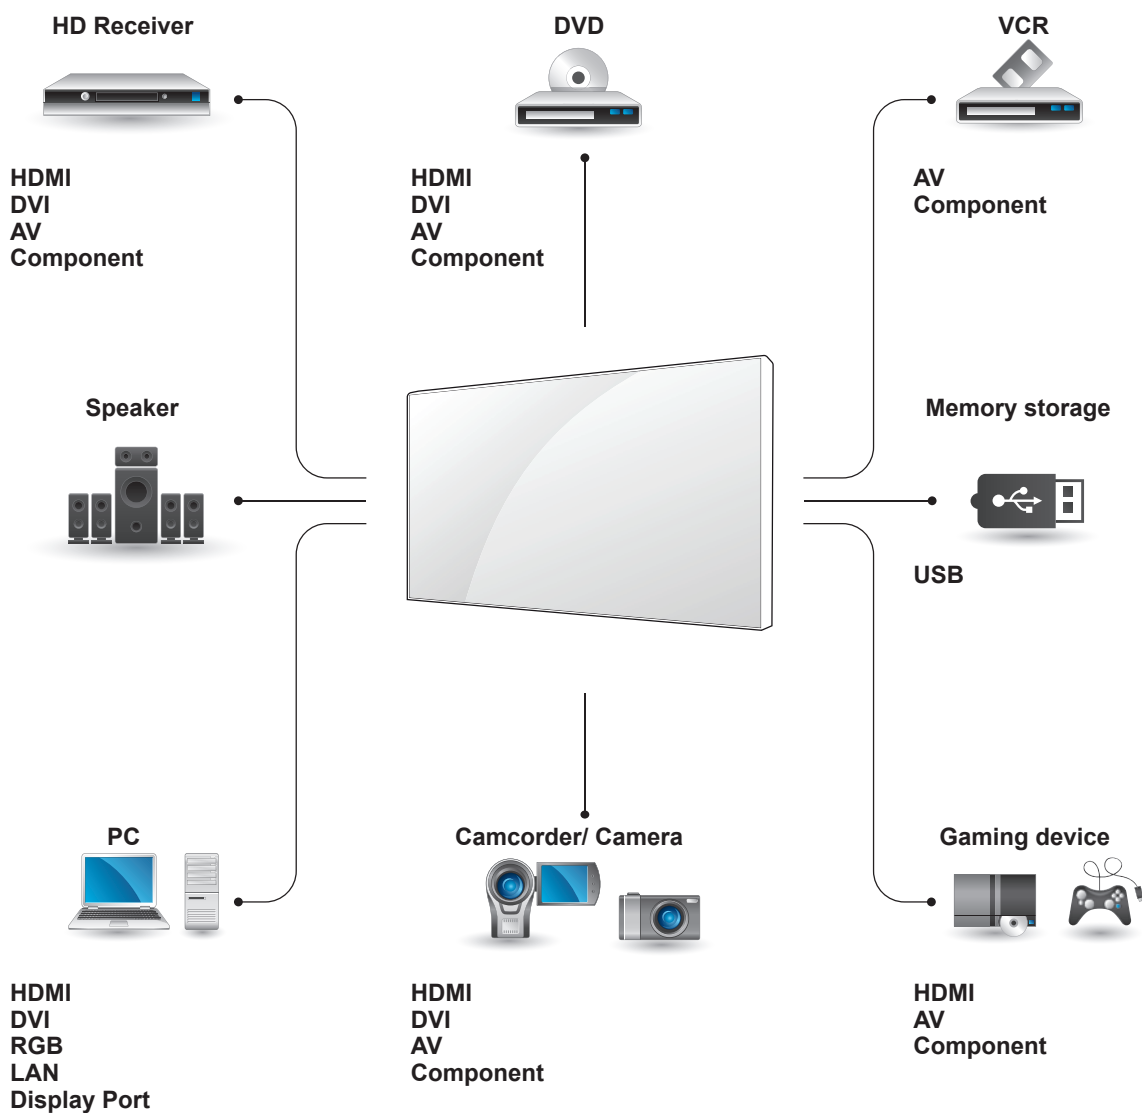 HD Receiver
HDMI
DVI
AV
Component
DVD
HDMI
DVI
AV
Component
VCR
AV
Component
Speaker
Memory storage
USB
PC
HDMI
DVI
RGB
LAN
Display Port
Camcorder/ Camera
HDMI
DVI
AV
Component
Gaming device
HDMI
AV
Component